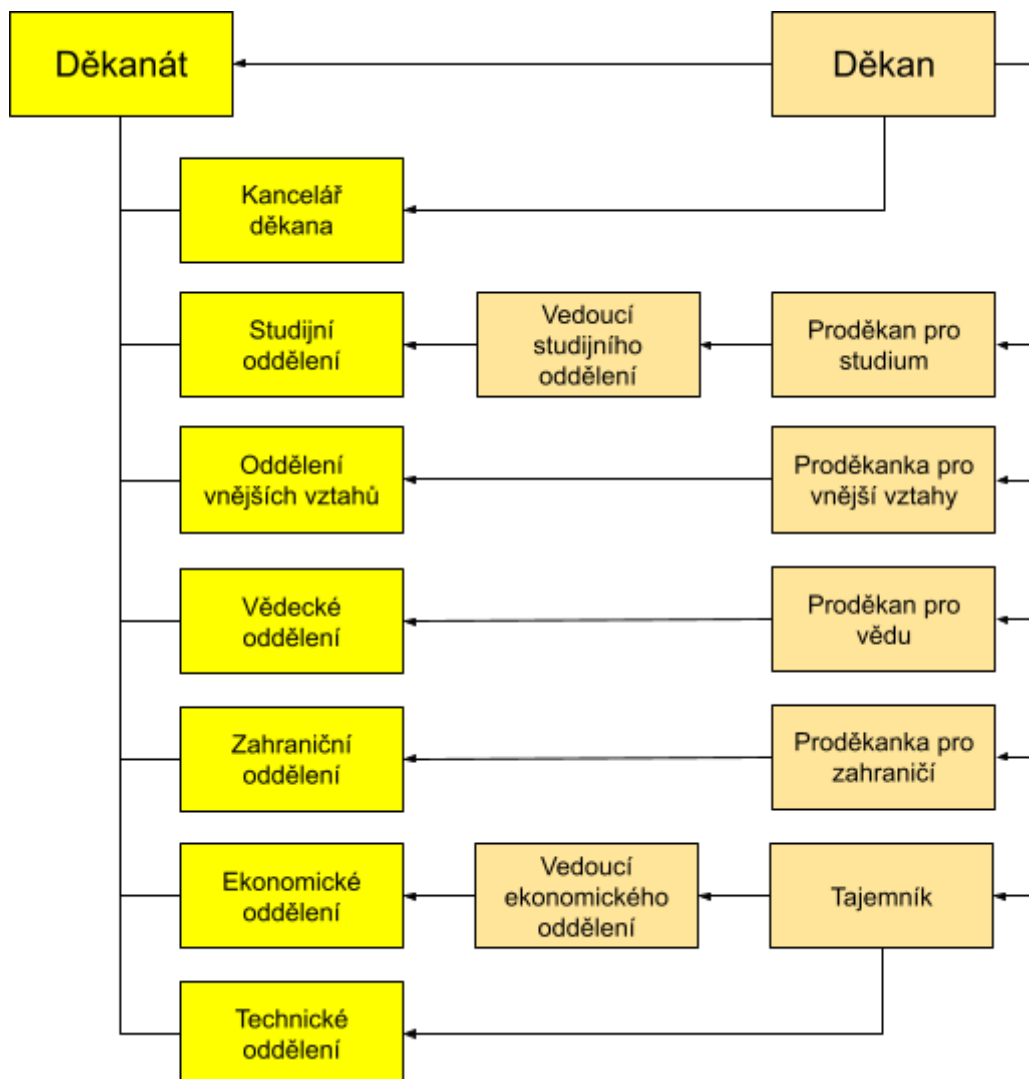 Děkanát
Děkan
Kancelář
děkana
Studijní
oddělení
Vedoucí
studijního
oddělení
Proděkan pro
studium
Oddělení
vnějších vztahů
Proděkanka pro
vnější vztahy
Vědecké
oddělení
Proděkan pro
vědu
Zahraniční
oddělení
Proděkanka pro
zahraničí
Ekonomické
oddělení
Vedoucí
ekonomického
oddělení
Tajemník
Technické
oddělení